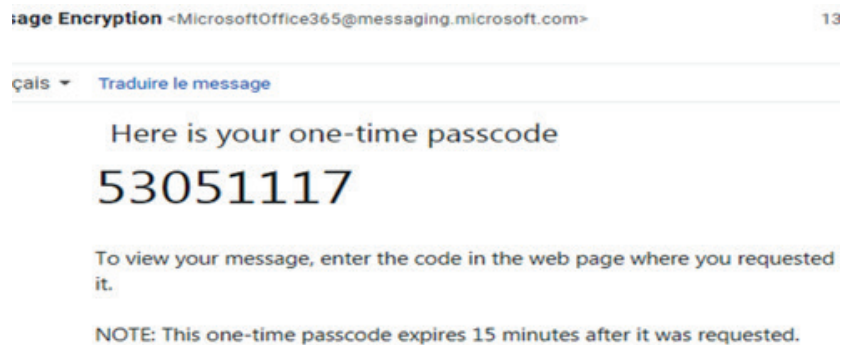 sage Encryption <MicrosoftOffice365@messaging.microsoft.com> 13
çais Traduire le message
Here is your one-time passcode
53051117
To view your message, enter the code in the web page where you requested
it.
NOTE: This one-time passcode expires 15 minutes after it was requested.